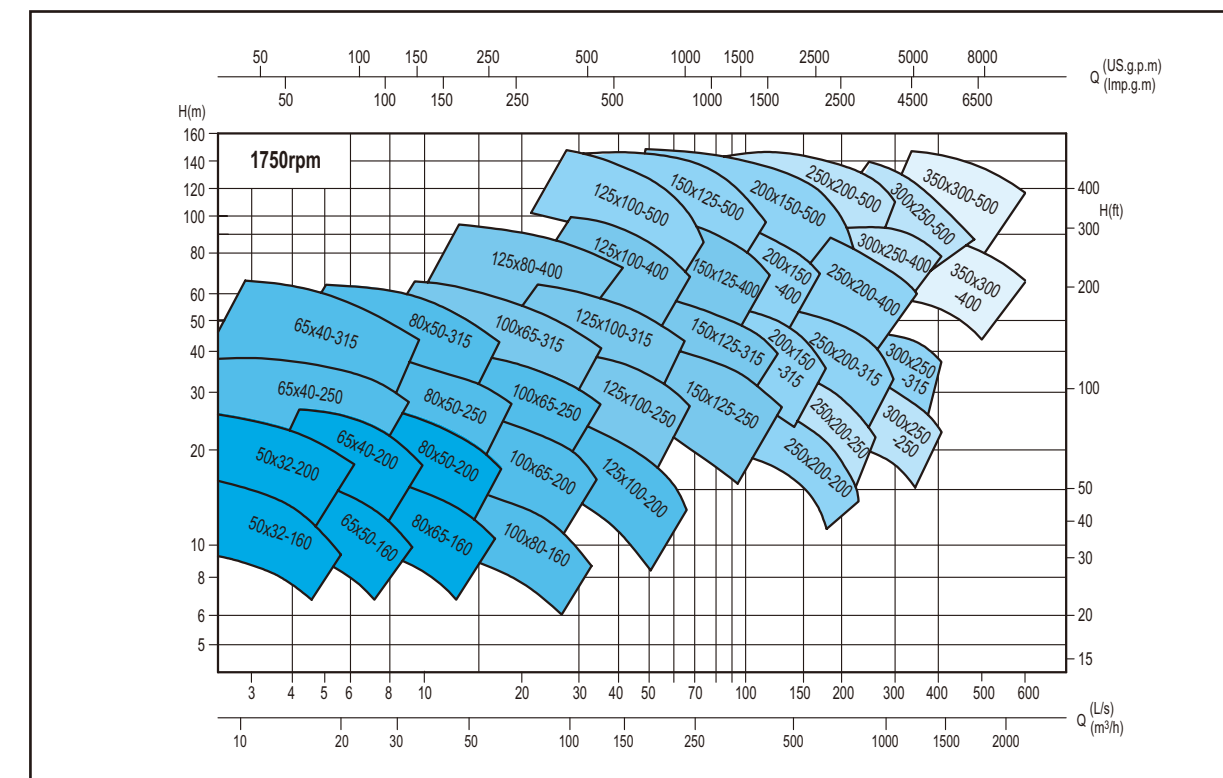 50 100 150 250 500 1000 1500 2500 5000 8000
Q (US.g.p.m)
(Imp.g.m)
50 100 150 250 500 1000 1500 2500 4500 6500
H(m)
160
140
120
100
80
60
50
40
30
20
10
8
6
5
1750rpm
125x100-500
150x125-500
200x150-500
250x200-500
300x250-500
350x300-500
125x80-400
125x100-400
150x125-400
200x150
-400
250x200-400
300x250-400
350x300
-400
65x40-315
80x50-315
100x65-315
125x100-315
150x125-315
200x150
-315
250x200-315
300x250
-315
65x40-250
80x50-250
100x65-250
125x100-250
150x125-250
250x200-250
300x250
-250
50x32-200
65x40-200
80x50-200
100x65-200
125x100-200
250x200-200
50x32-160
65x50-160
80x65-160
100x80-160
400
H(ft)
300
200
100
50
40
30
20
15
3 4 5 6 8 10 20 30 40 50 70 100 150 200 300 400 500 600
Q (L/s)
(m³/h)
10 20 30 50 100 150 250 500 1000 1500 2000